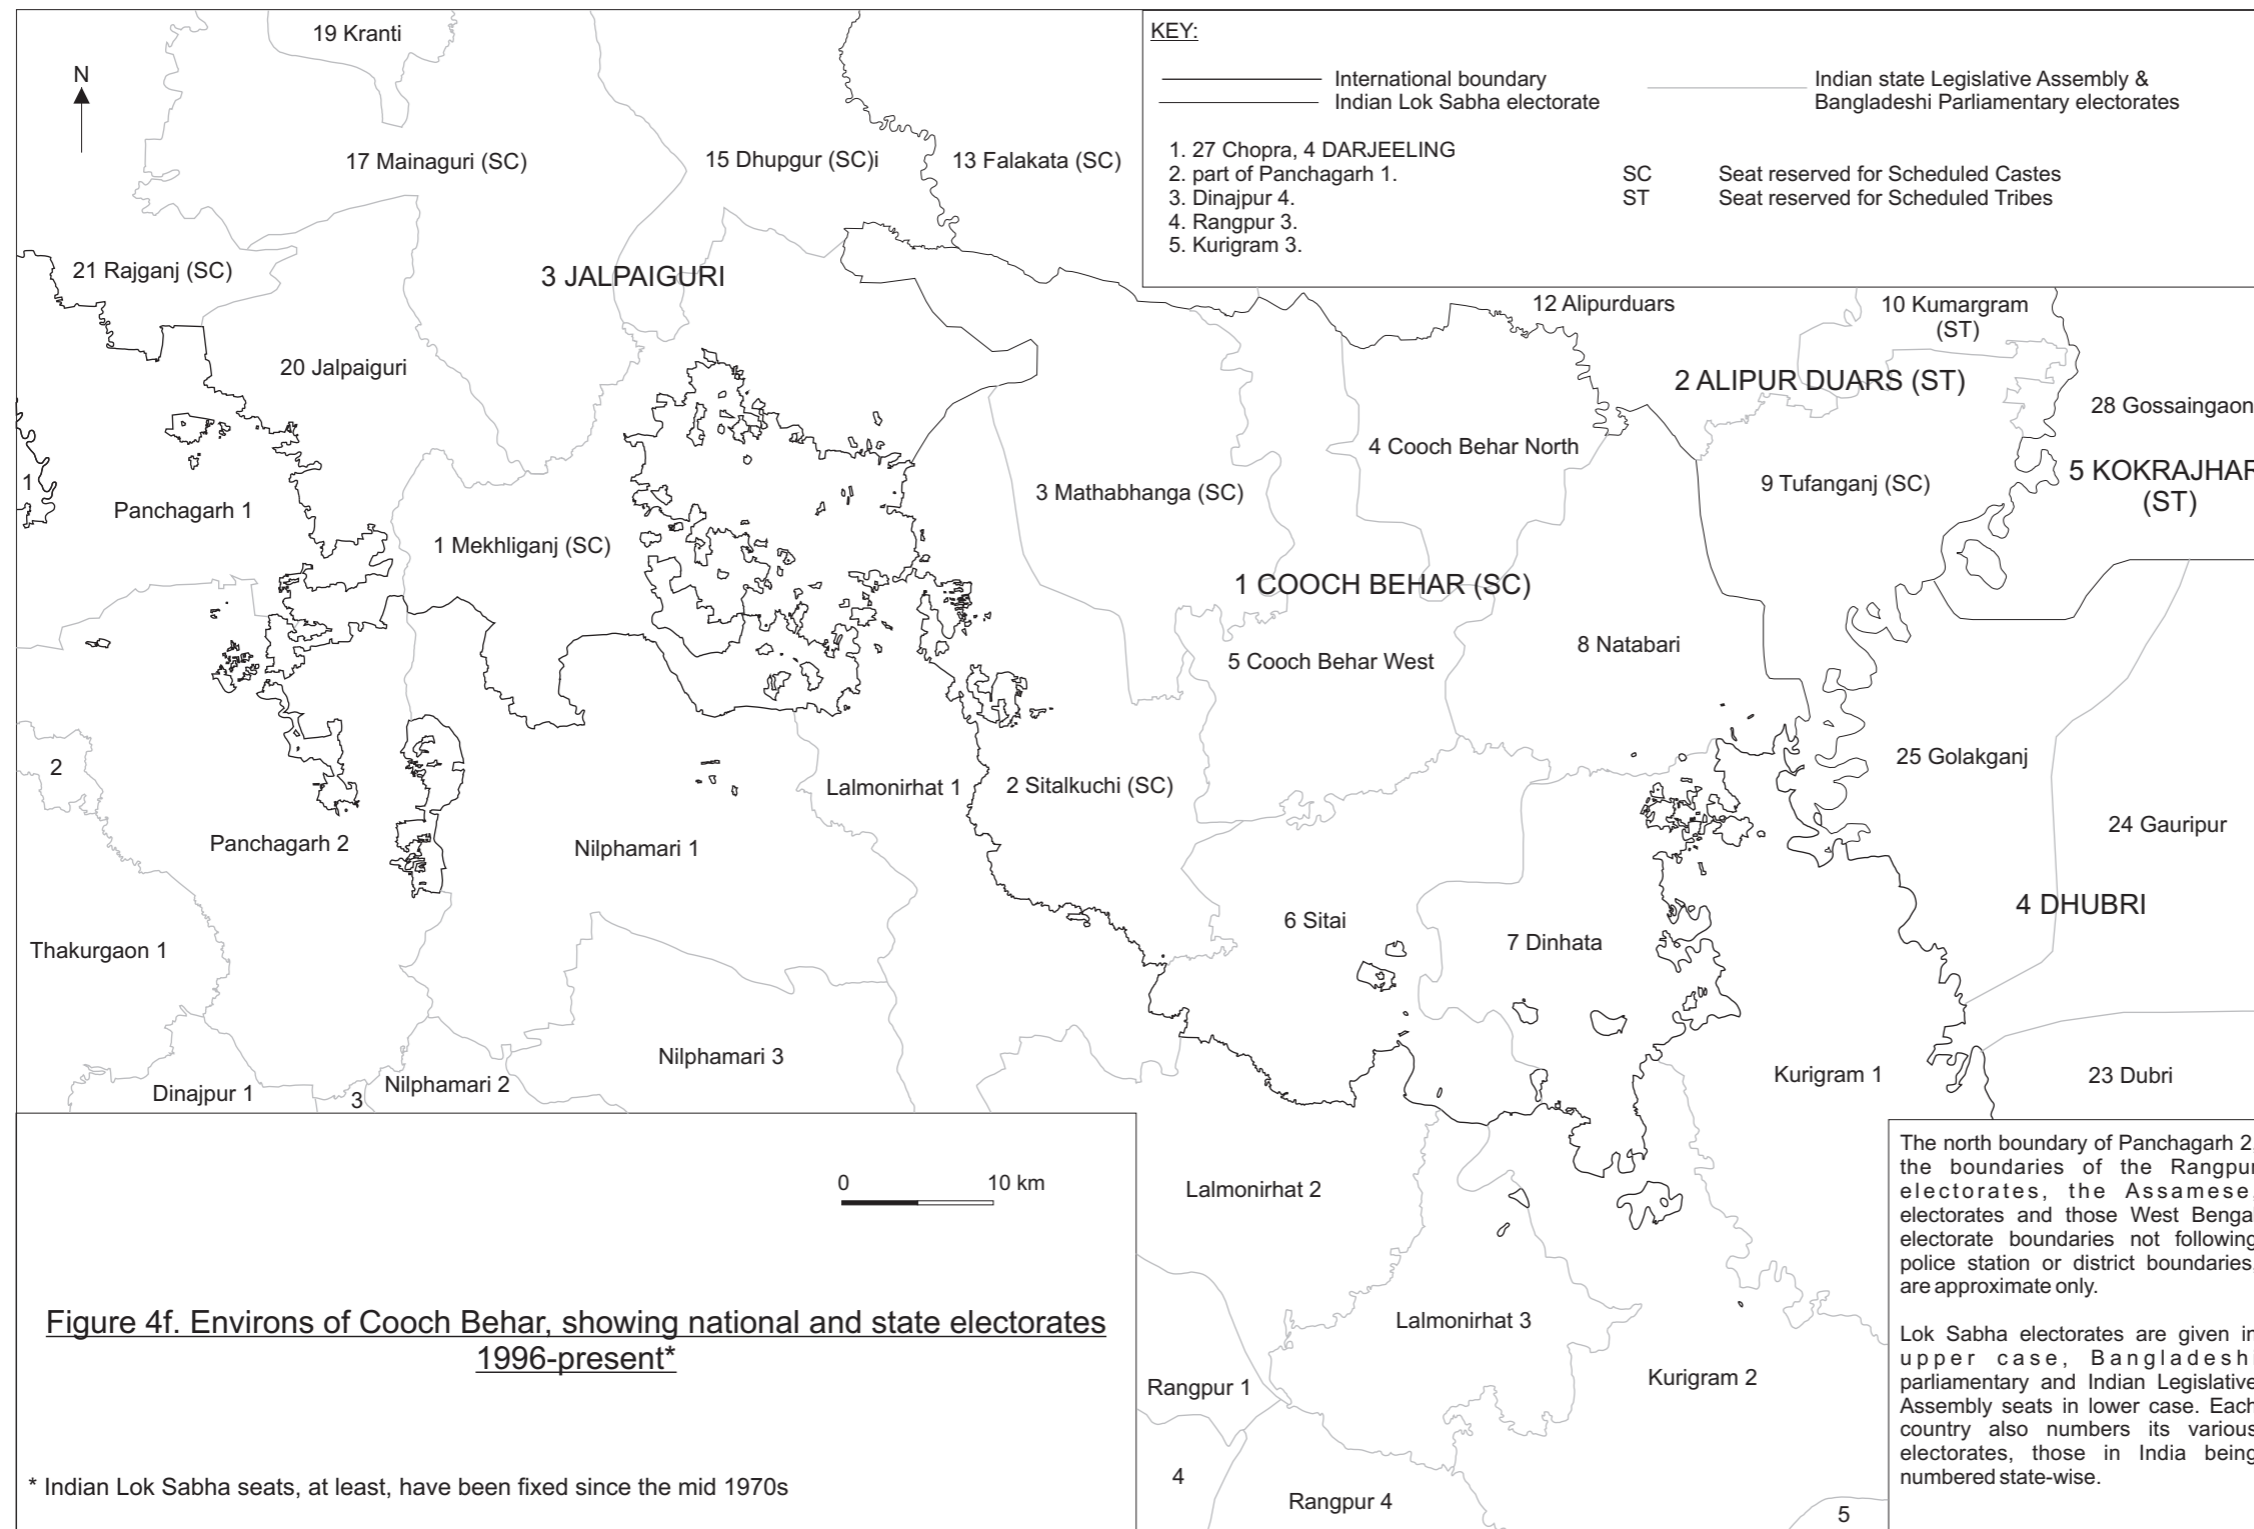 19 Kranti
N
17 Mainaguri (SC)
15 Dhupgur (SC)i
13 Falakata (SC)
KEY:
International boundary
Indian Lok Sabha electorate
Indian state Legislative Assembly &
Bangladeshi Parliamentary electorates
1. 27 Chopra, 4 DARJEELING
2. part of Panchagarh 1.
3. Dinajpur 4.
4. Rangpur 3.
5. Kurigram 3.
SC Seat reserved for Scheduled Castes
ST Seat reserved for Scheduled Tribes
21 Rajganj (SC)
3 JALPAIGURI
12 Alipurduars
10 Kumargram
(ST)
20 Jalpaiguri
2 ALIPUR DUARS (ST)
28 Gossaingaon
4 Cooch Behar North
1
Panchagarh 1
3 Mathabhanga (SC)
9 Tufanganj (SC)
5 KOKRAJHAR
(ST)
1 Mekhliganj (SC)
1 COOCH BEHAR (SC)
5 Cooch Behar West
8 Natabari
2
Lalmonirhat 1
2 Sitalkuchi (SC)
25 Golakganj
Panchagarh 2
Nilphamari 1
24 Gauripur
4 DHUBRI
Thakurgaon 1
6 Sitai
7 Dinhata
Nilphamari 3
Dinajpur 1
3
Nilphamari 2
Kurigram 1
23 Dubri
0 10 km
Lalmonirhat 2
Lalmonirhat 3
Kurigram 2
Rangpur 1
4
Rangpur 4
5
Figure 4f. Environs of Cooch Behar, showing national and state electorates
1996-present*
* Indian Lok Sabha seats, at least, have been fixed since the mid 1970s
The north boundary of Panchagarh 2,
the boundaries of the Rangpur
electorates, the Assamese
electorates and those West Benga
electorate boundaries not following
police station or district boundaries,
are approximate only.
Lok Sabha electorates are given in
upper case, Bangladeshi
parliamentary and Indian Legislative
Assembly seats in lower case. Each
country also numbers its various
electorates, those in India being
numbered state-wise.